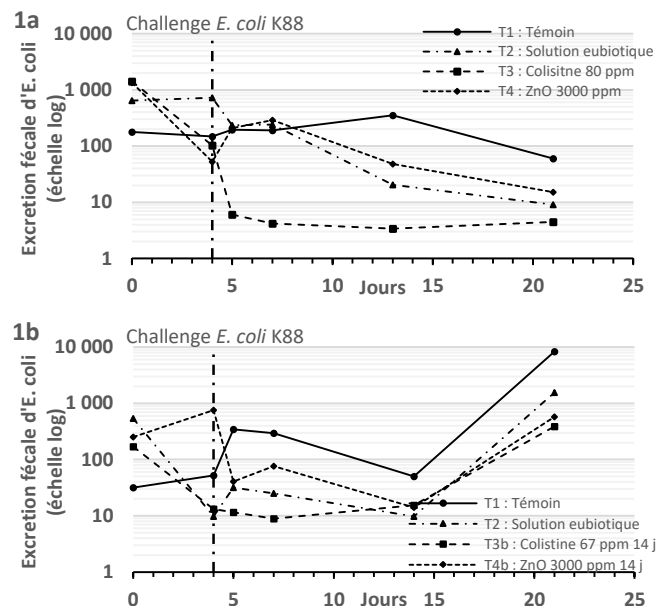 1a
Challenge E. coli K88
Excretion fécale d'E. coli
(échelle log)
10 000
1 000
100
10
1
T1 : Témoin
T2 : Solution eubiotique
T3 : Colisitne 80 ppm
T4 : ZnO 3000 ppm
0 5 10 15 20 25
Jours
1b
Challenge E. coli K88
Excretion fécale d'E. coli
(échelle log)
10 000
1 000
100
10
1
T1 : Témoin
T2 : Solution eubiotique
T3b : Colistine 67 ppm 14 j
T4b : ZnO 3000 ppm 14 j
0 5 10 15 20 25
Jours